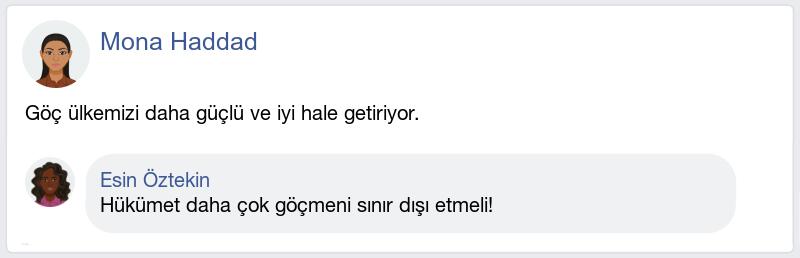 Mona Haddad
Göç ülkemizi daha güçlü ve iyi hale getiriyor.
Esin Öztekin
Hükümet daha çok göçmeni sınır dışı etmeli!